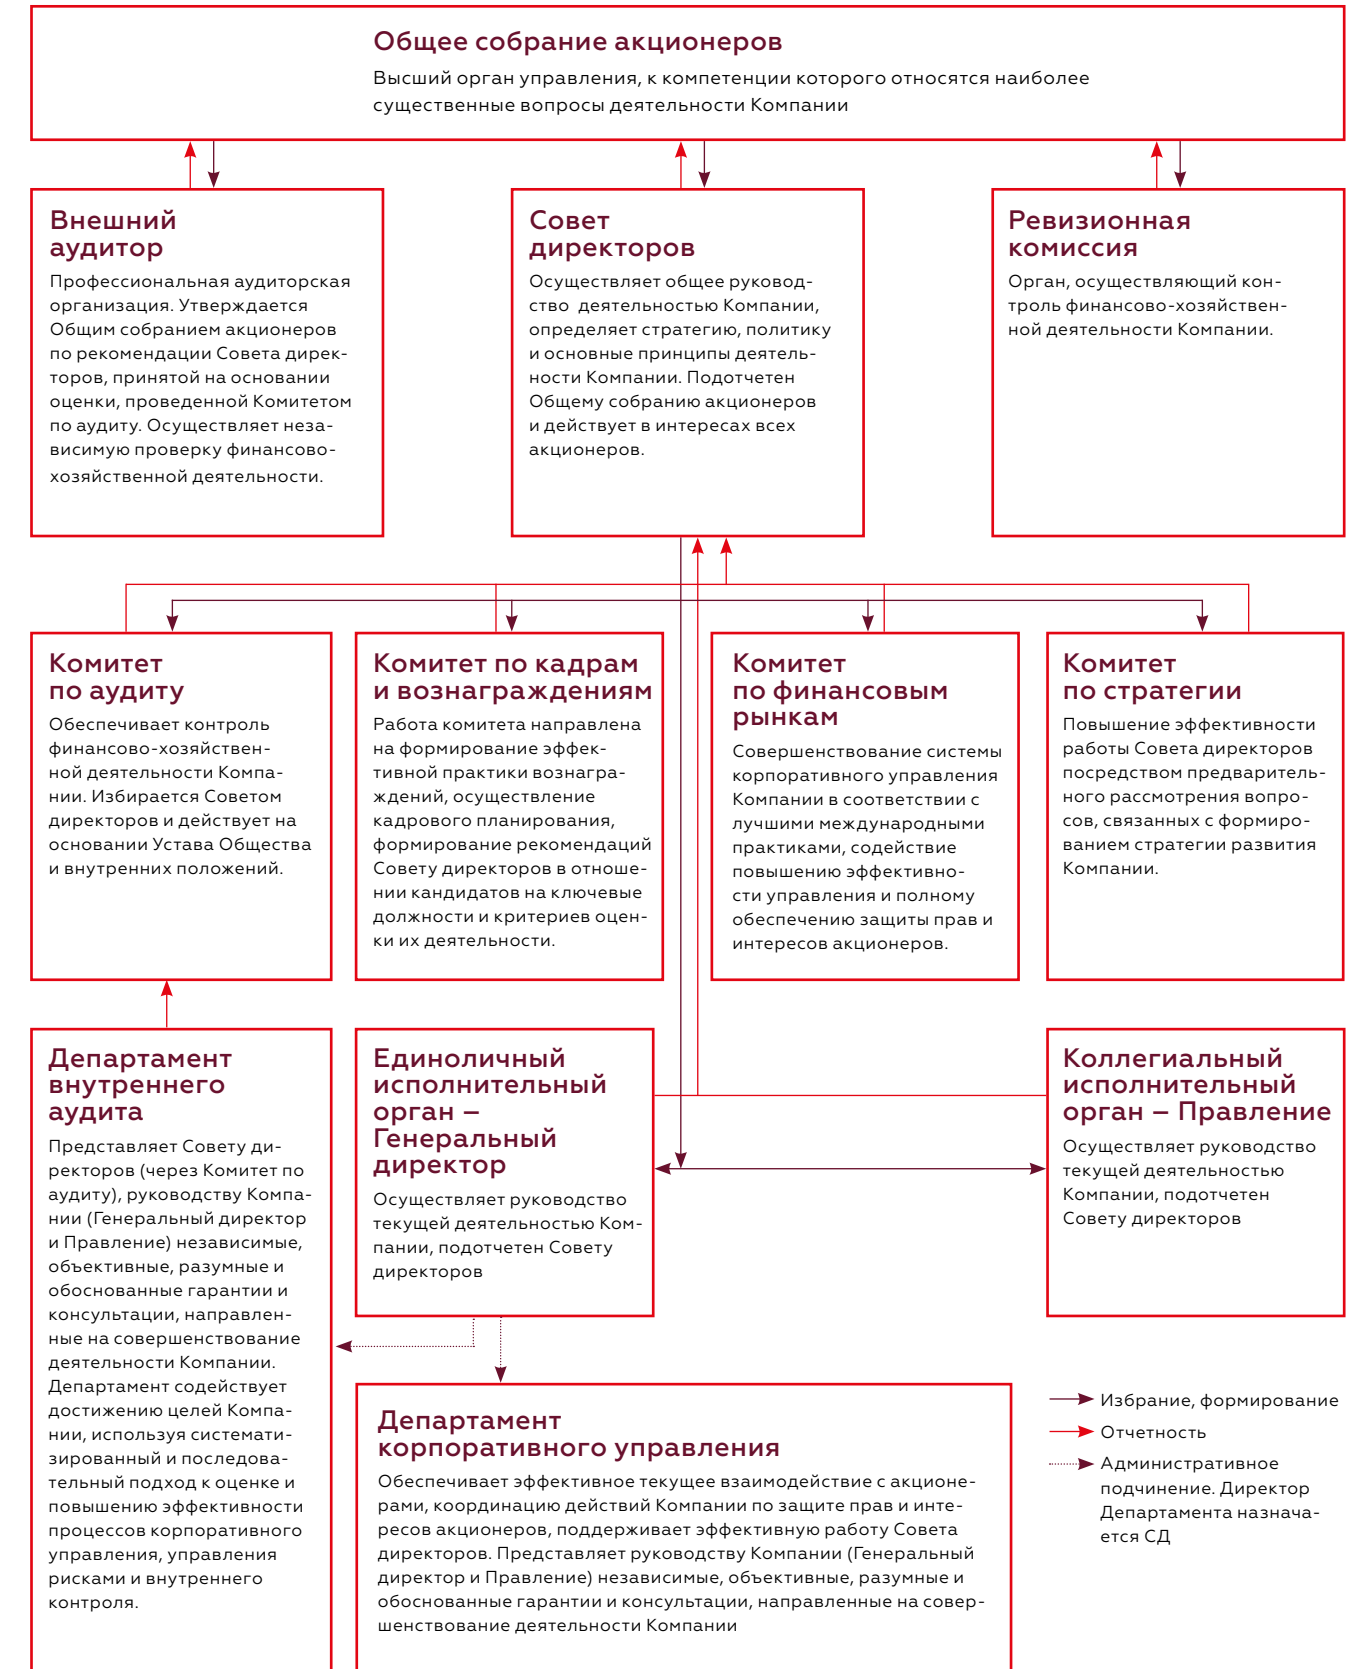 Общее собрание акционеров
Высший орган управления, к компетенции которого относятся наиболее
существенные вопросы деятельности Компании
Внешний
аудитор
Профессиональная аудиторская
организация. Утверждается
Общим собранием акционеров
по рекомендации Совета дирек-
торов, принятой на основании
оценки, проведенной Комитетом
по аудиту. Осуществляет неза-
висимую проверку финансово-
хозяйственной деятельности.
Совет
директоров
Осуществляет общее руковод-
ство деятельностью Компании,
определяет стратегию, политику
и основные принципы деятель-
ности Компании. Подотчетен
Общему собранию акционеров
и действует в интересах всех
акционеров.
Ревизионная
комиссия
Орган, осуществляющий кон-
троль финансово-хозяйствен-
ной деятельности Компании.
Комитет
по аудиту
Обеспечивает контроль
финансово-хозяйствен-
ной деятельности Компа-
нии. Избирается Советом
директоров и действует на
основании Устава Общества
и внутренних положений.
Комитет по кадрам
и вознаграждениям
Работа комитета направлена
на формирование эффек-
тивной практики вознагра-
ждений, осуществление
кадрового планирования,
формирование рекомендаций
Совету директоров в отноше-
нии кандидатов на ключевые
должности и критериев оцен-
ки их деятельности.
Комитет
по финансовым
рынкам
Совершенствование системы
корпоративного управления
Компании в соответствии с
лучшими международными
практиками, содействие
повышению эффективно-
сти управления и полному
обеспечению защиты прав и
интересов акционеров.
Комитет
по стратегии
Повышение эффективности
работы Совета директоров
посредством предваритель-
ного рассмотрения вопро-
сов, связанных с формиро-
ванием стратегии развития
Компании.
Департамент
внутреннего
аудита
Представляет Совету ди-
ректоров (через Комитет по
аудиту), руководству Компа-
нии (Генеральный директор
и Правление) независимые,
объективные, разумные и
обоснованные гарантии и
консультации, направлен-
ные на совершенствование
деятельности Компании.
Департамент содействует
достижению целей Компа-
нии, используя системати-
зированный и последова-
тельный подход к оценке и
повышению эффективности
процессов корпоративного
управления, управления
рисками и внутреннего
контроля.
Единоличный
исполнительный
орган –
Генеральный
директор
Осуществляет руководство
текущей деятельностью Ком-
пании, подотчетен Совету
директоров
Коллегиальный
исполнительный
орган – Правление
Осуществляет руководство
текущей деятельностью
Компании, подотчетен
Совету директоров
Департамент
корпоративного управления
Обеспечивает эффективное текущее взаимодействие с акционе-
рами, координацию действий Компании по защите прав и инте-
ресов акционеров, поддерживает эффективную работу Совета
директоров. Представляет руководству Компании (Генеральный
директор и Правление) независимые, объективные, разумные и
обоснованные гарантии и консультации, направленные на совер-
шенствование деятельности Компании
Избрание, формирование
Отчетность
Административное
подчинение. Директор
Департамента назнача-
ется СД